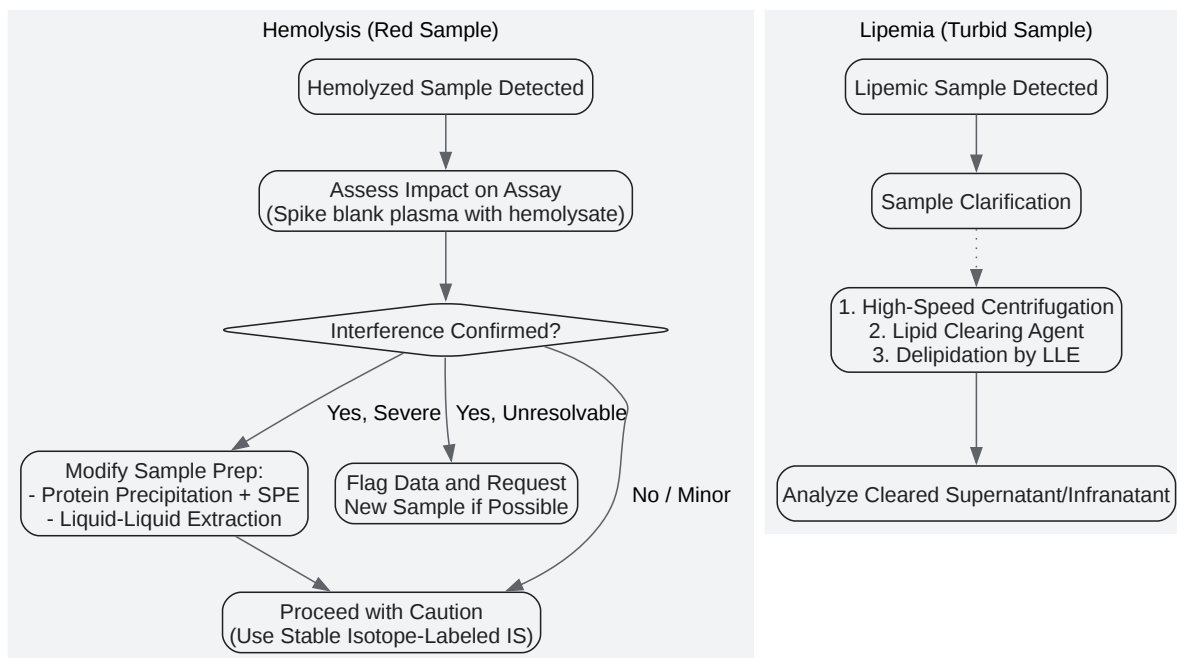 Hemolysis (Red Sample)
Hemolyzed Sample Detected
Assess Impact on Assay
(Spike blank plasma with hemolysate)
Interference Confirmed?
Yes, Severe
Yes, Unresolvable
No / Minor
Modify Sample Prep:
- Protein Precipitation + SPE
- Liquid-Liquid Extraction
Flag Data and Request
New Sample if Possible
Proceed with Caution
(Use Stable Isotope-Labeled IS)
Lipemia (Turbid Sample)
Lipemic Sample Detected
Sample Clarification
1. High-Speed Centrifugation
2. Lipid Clearing Agent
3. Delipidation by LLE
Analyze Cleared Supernatant/Infranatant